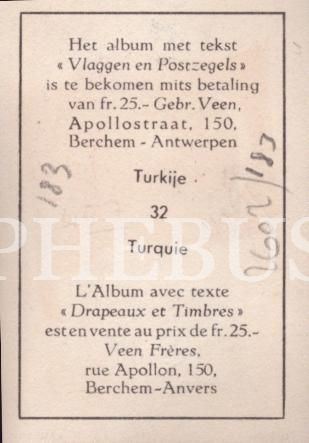 Het album met tekst
« Vlaggen en Postzegels »
is te bekomen mits betaling
van fr. 25.- Gebr. Veen,
Apollostraat, 150,
Berchem - Antwerpen
183
Turkije
32
PHEBUS
Turquie
L'Album avec texte
« Drapeaux et Timbres »
est en vente au prix de fr. 25.-
Veen Frères,
rue Apollon, 150,
Berchem-Anvers